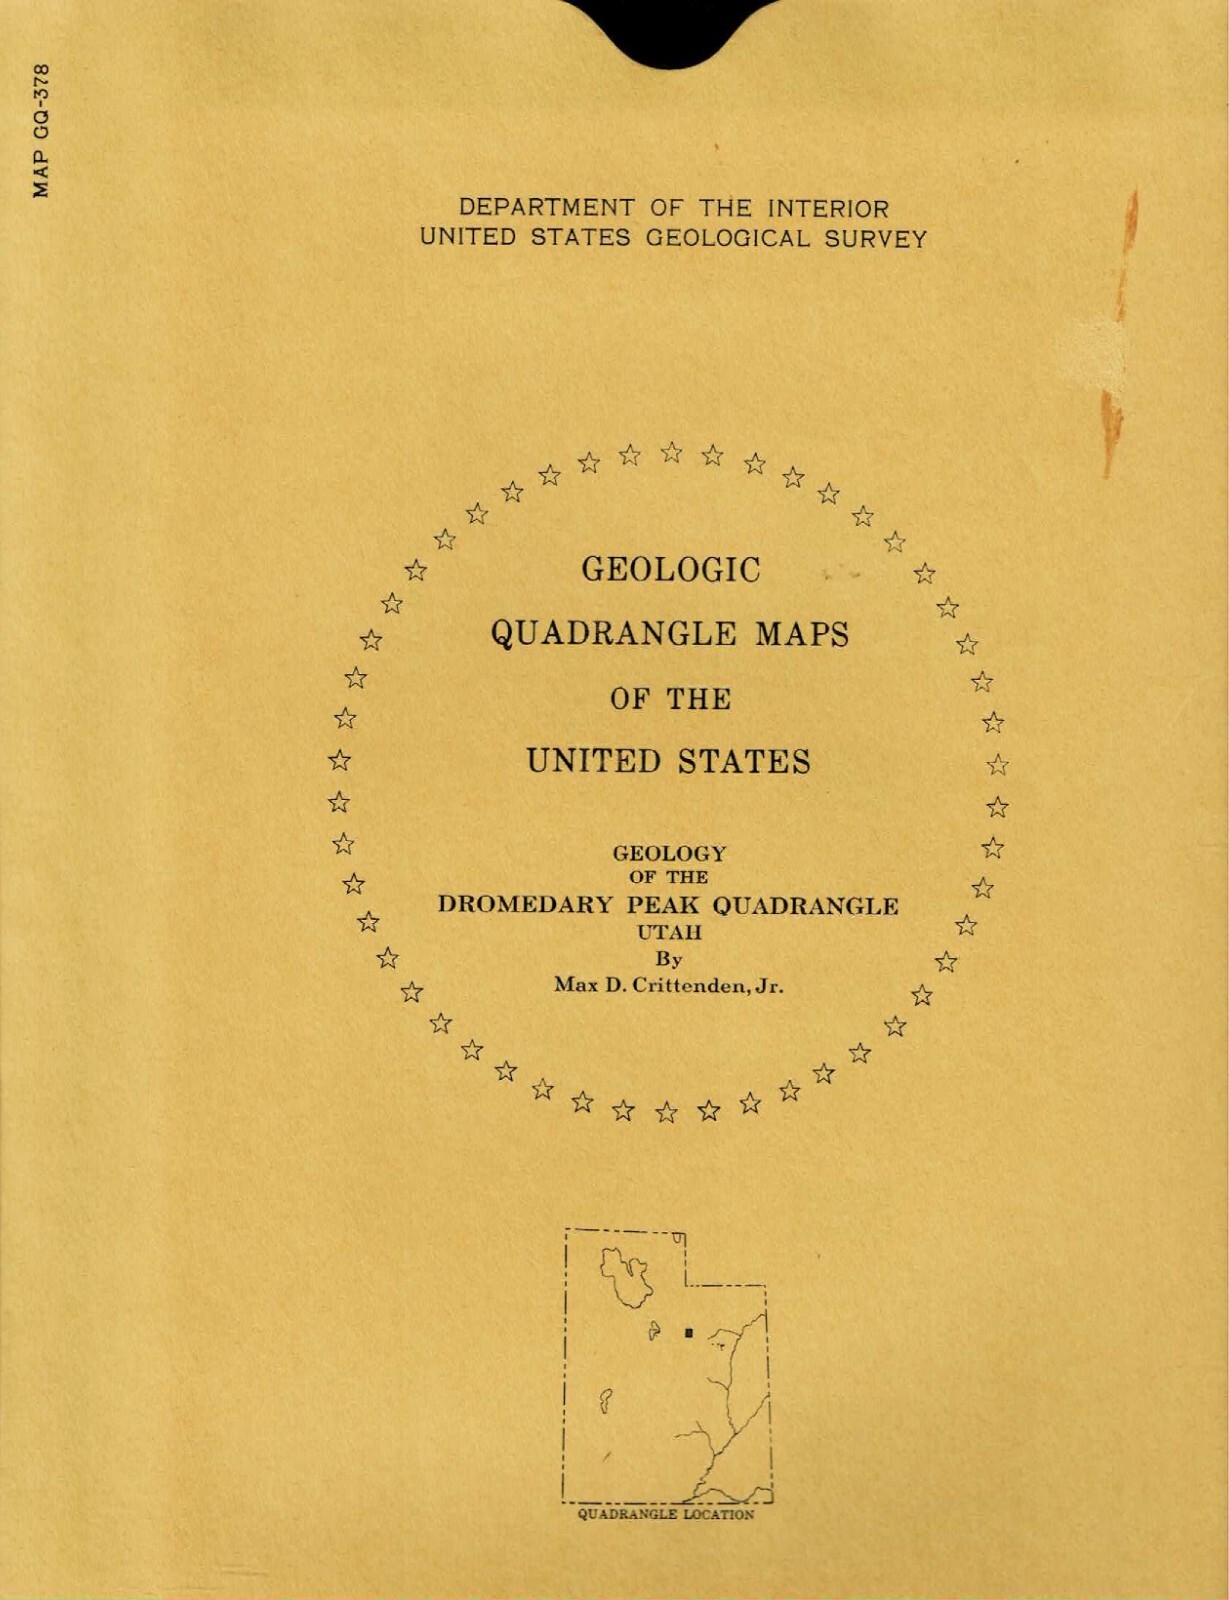 MAP GQ-378
DEPARTMENT OF THE INTERIOR
UNITED STATES GEOLOGICAL SURVEY
GEOLOGIC
QUADRANGLE MAPS
OF THE
UNITED STATES
GEOLOGY
OF THE
DROMEDARY PEAK QUADRANGLE
UTAH
By
Max D. Crittenden, Jr.
QUADRANGLE LOCATION